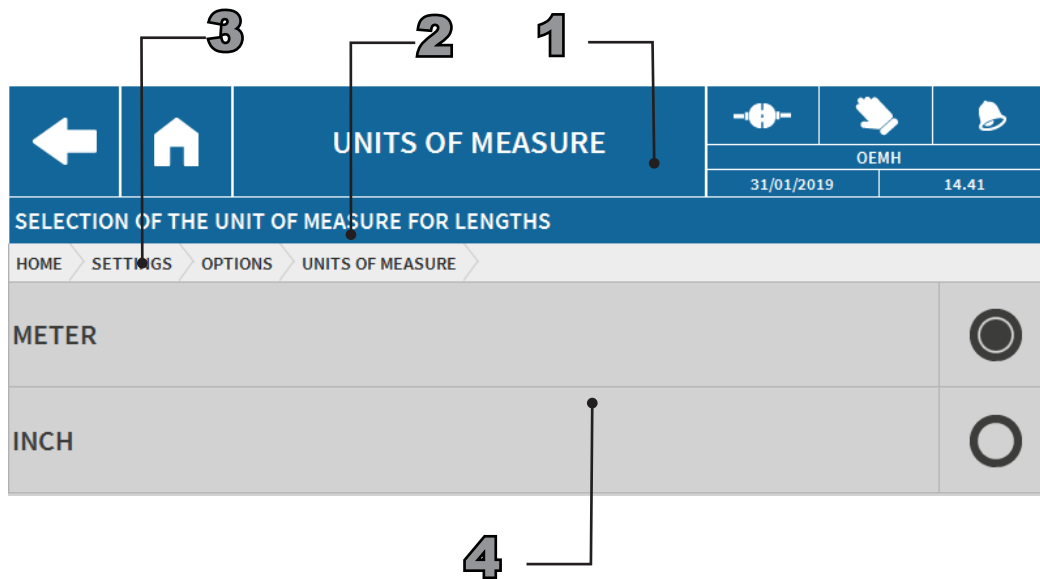 3 2 1
UNITS OF MEASURE
OEMH
31/01/2019 14.41
SELECTION OF THE UNIT OF MEASURE FOR LENGTHS
HOME SETTINGS OPTIONS UNITS OF MEASURE
METER
INCH
4